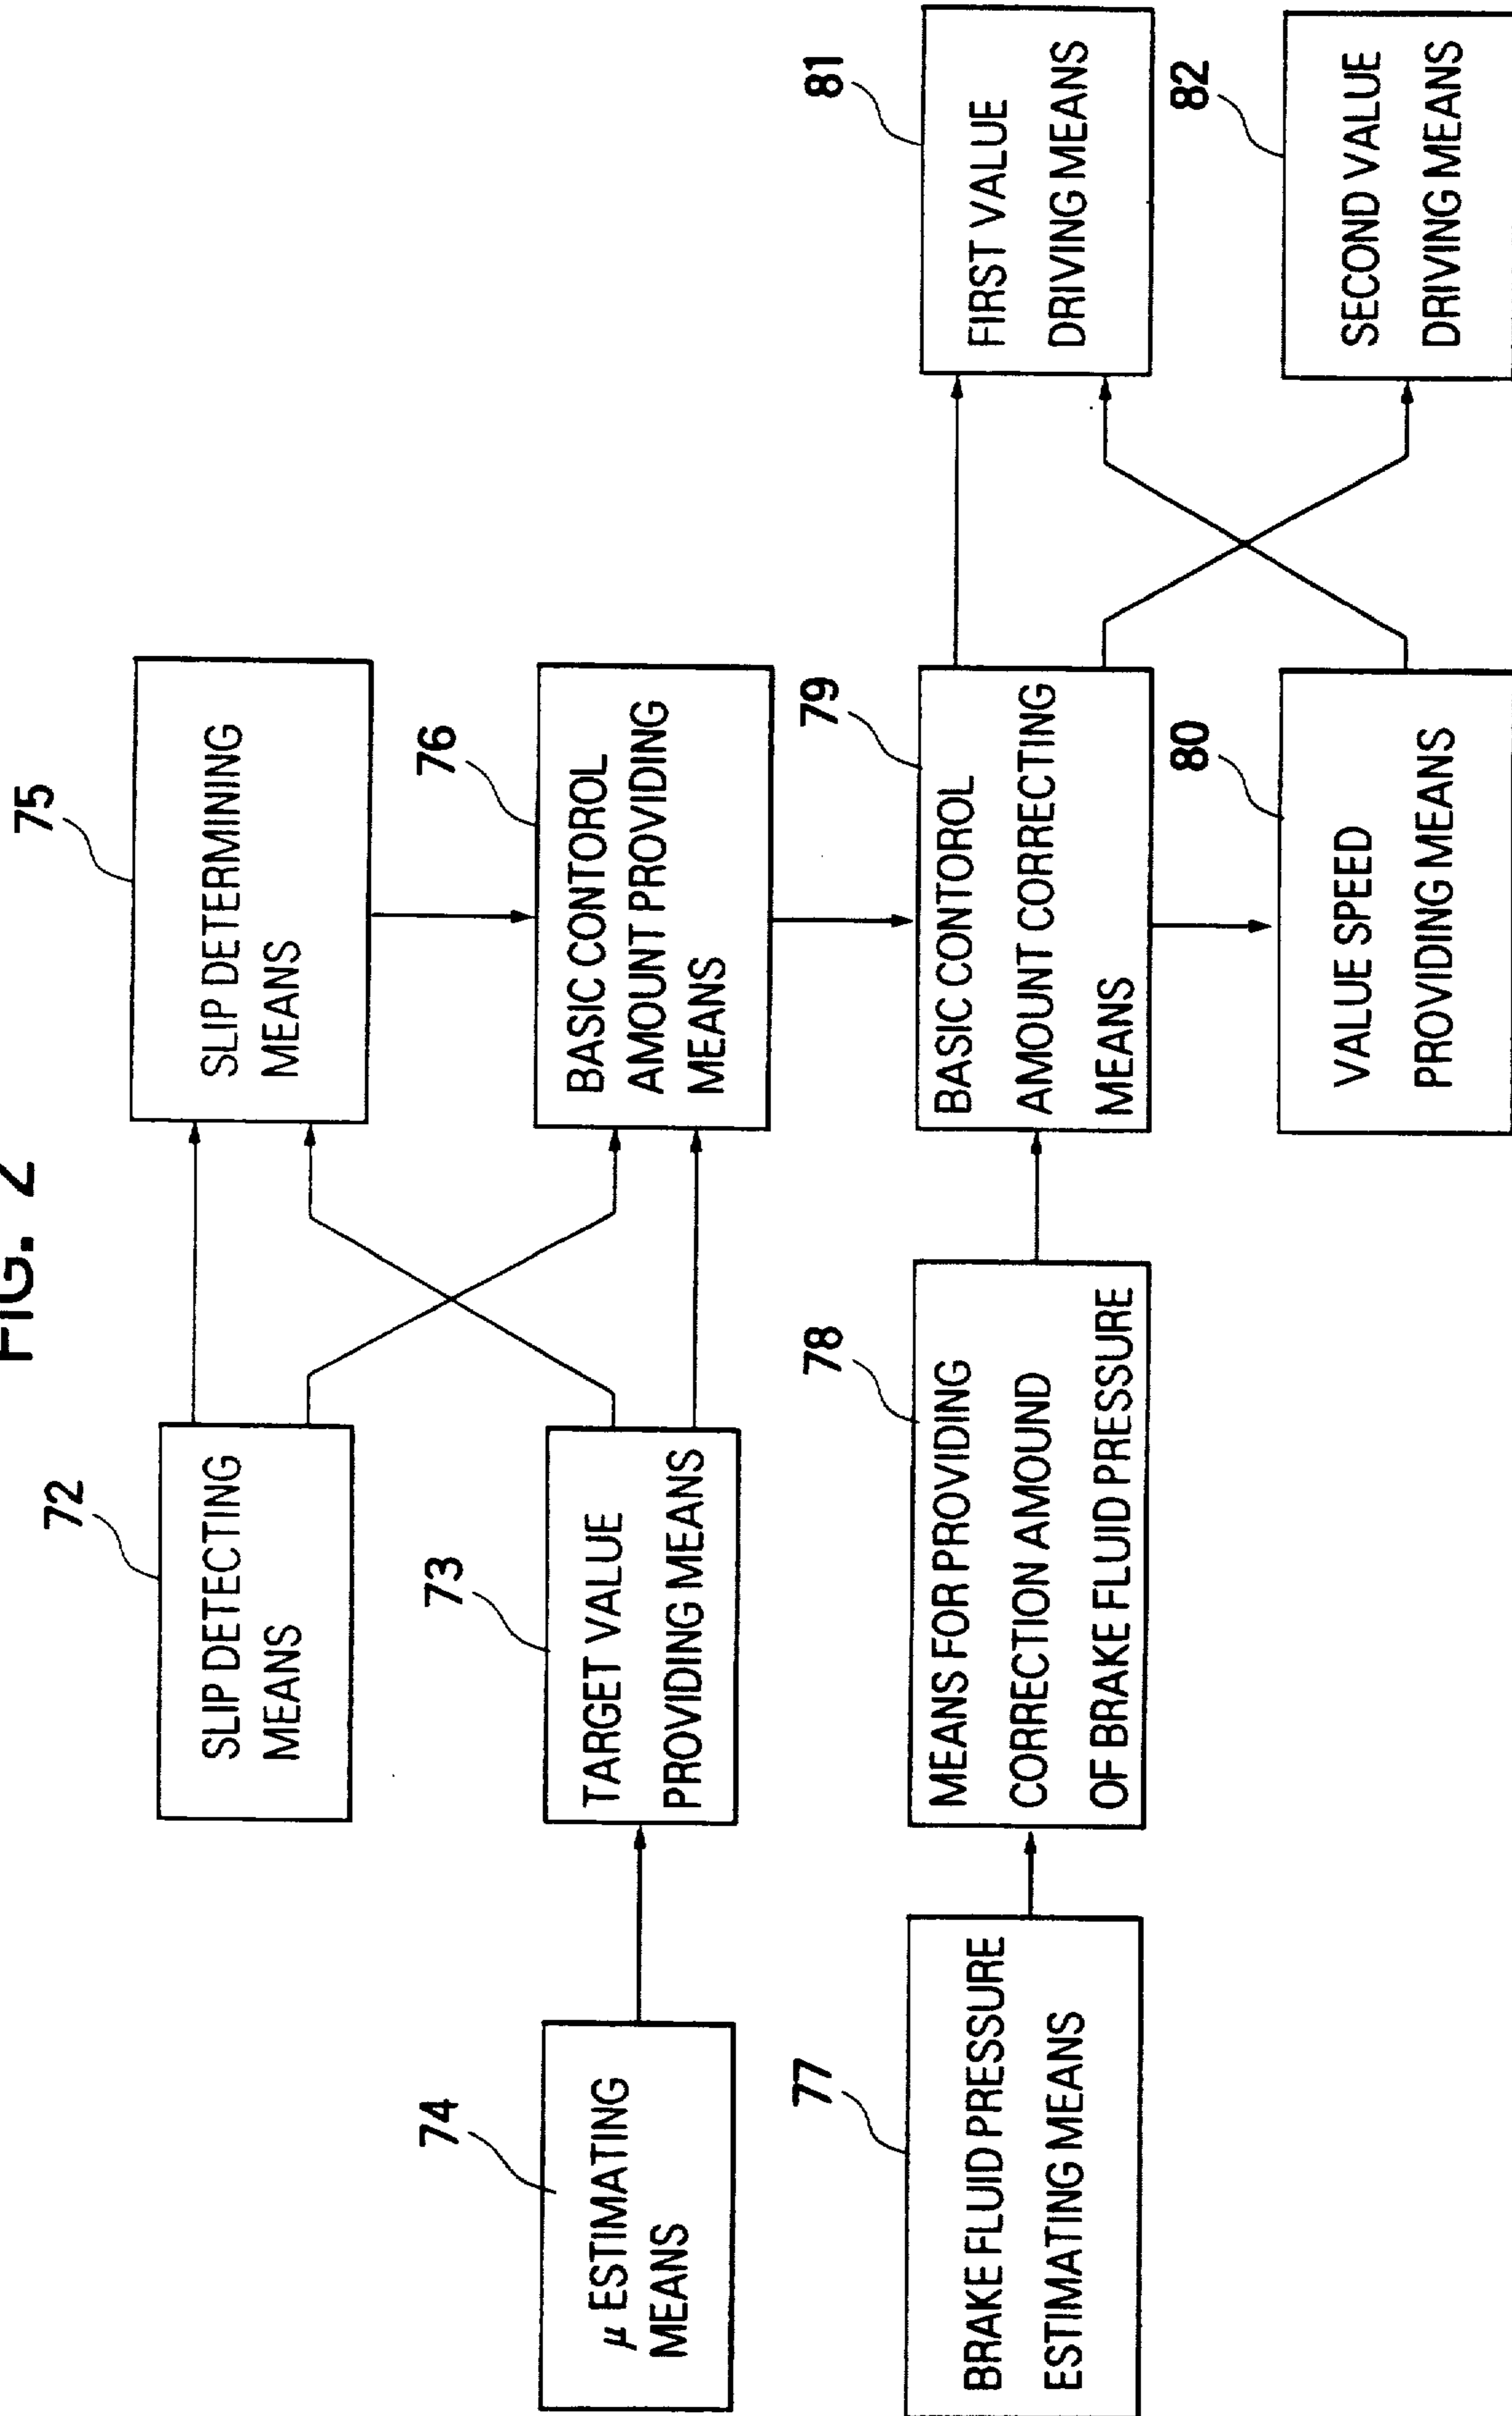 FIG. 2
72
SLIP DETECTING
MEANS
75
SLIP DETERMINING
MEANS
74
μ ESTIMATING
MEANS
73
TARGET VALUE
PROVIDING MEANS
76
BASIC CONTOROL
AMOUNT PROVIDING
MEANS
77
BRAKE FLUID PRESSURE
ESTIMATING MEANS
78
MEANS FOR PROVIDING
CORRECTION AMOUND
OF BRAKE FLUID PRESSURE
79
BASIC CONTOROL
AMOUNT CORRECTING
MEANS
81
FIRST VALUE
DRIVING MEANS
80
VALUE SPEED
PROVIDING MEANS
82
SECOND VALUE
DRIVING MEANS